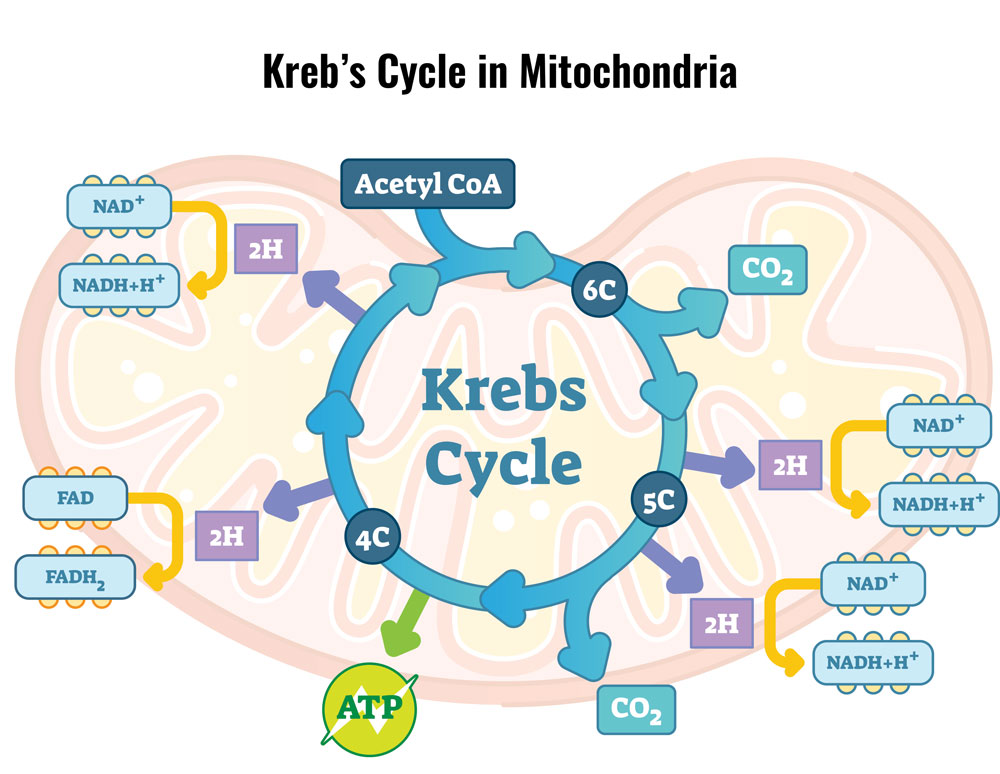 Kreb's Cycle in Mitochondria
Acetyl CoA
NAD⁺
2H
NADH+H⁺
6C
CO₂
Krebs
Cycle
NAD⁺
2H
NADH+H⁺
5C
FAD
2H
FADH₂
4C
NAD⁺
2H
NADH+H⁺
ATP
CO₂